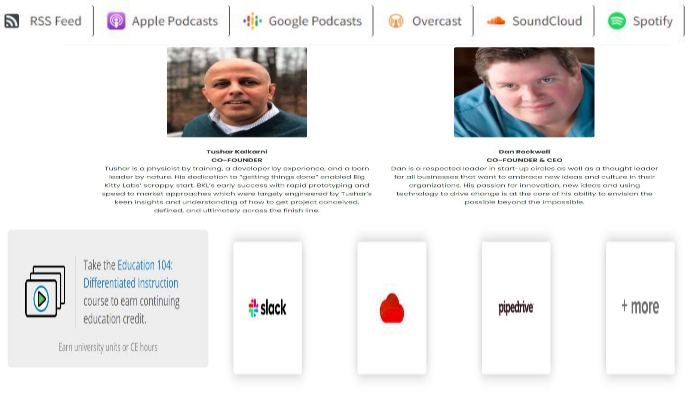 RSS Feed
Apple Podcasts
Google Podcasts
Overcast
SoundCloud
Spotify
Tushar Kalkarni
CO-FOUNDER
Tushar is a physicist by training, a developer by experience, and a born
leader by nature. His dedication to "getting things done" enabled Big
Kitty Labs' scrappy start. BKL's early success with rapid prototyping and
speed to market approaches which were largely engineered by Tushar's
keen insights and understanding of how to get project conceived,
defined, and ultimately across the finish line.
Dan Rockwell
CO-FOUNDER & CEO
Dan is a respected leader in start-up circles as well as a thought leader
for all businesses that want to embrace new ideas and culture in their
organizations. His passion for innovation, new ideas and using
technology to drive change is at the core of his ability to envision the
possible beyond the impossible.
Take the Education 104:
Differentiated Instruction
course to earn continuing
education credit.
Earn university units or CE hours
slack
pipedrive
+ more